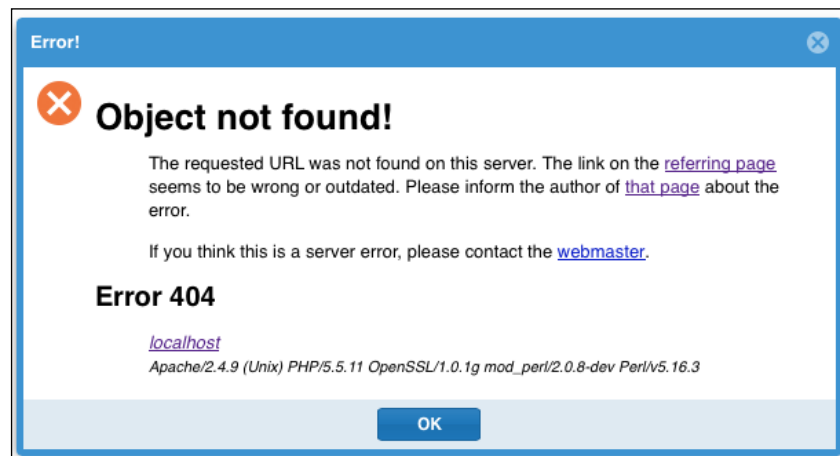 Error!
Object not found!
The requested URL was not found on this server. The link on the referring page
seems to be wrong or outdated. Please inform the author of that page about the
error.
If you think this is a server error, please contact the webmaster.
Error 404
localhost
Apache/2.4.9 (Unix) PHP/5.5.11 OpenSSL/1.0.1g mod_perl/2.0.8-dev Perl/v5.16.3
OK